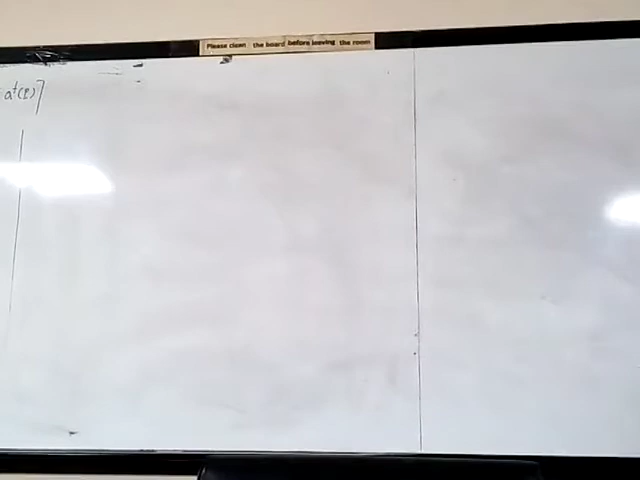 Please clean the board before leaving the room
a†(p)]